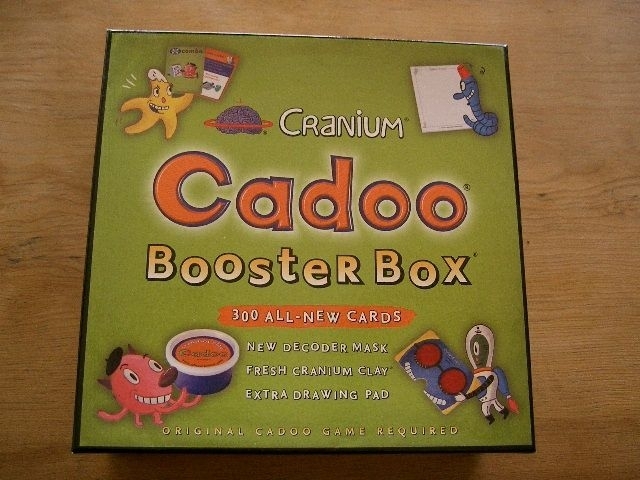 CRANIUM®
Cadoo®
BOOSTER BOX
300 ALL-NEW CARDS
NEW DECODER MASK
FRESH CRANIUM CLAY
EXTRA DRAWING PAD
Cadoo
ORIGINAL CADOO GAME REQUIRED